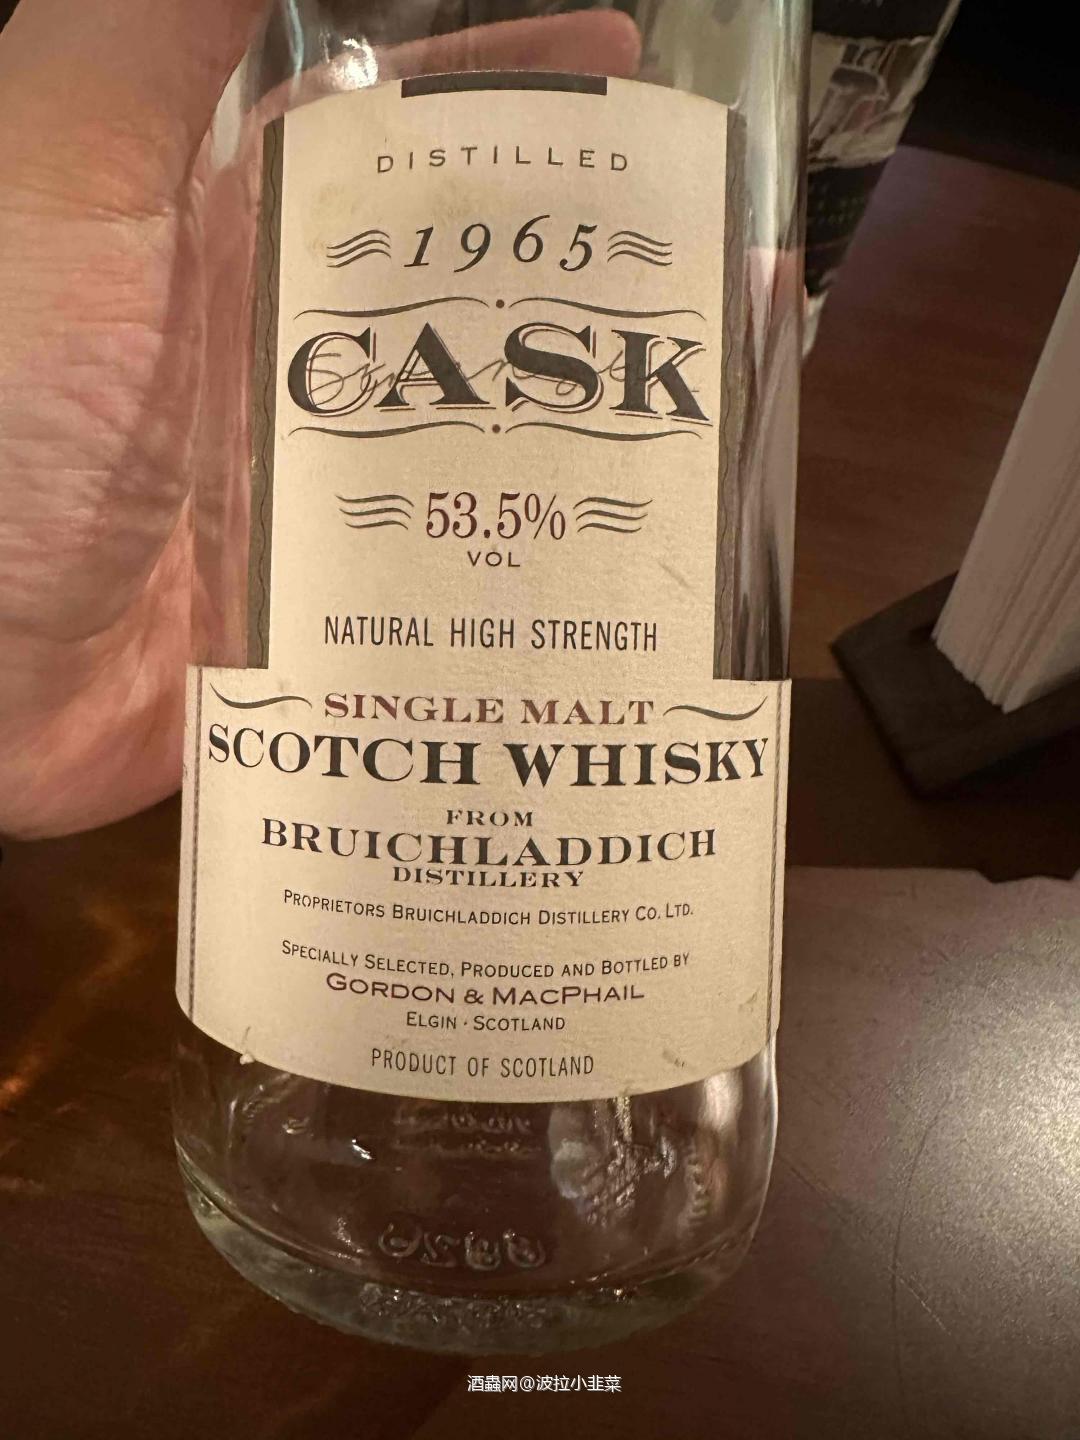 DISTILLED
1965
CASK
53.5%
VOL
NATURAL HIGH STRENGTH
SINGLE MALT
SCOTCH WHISKY
FROM
BRUICHLADDICH
DISTILLERY
PROPRIETORS BRUICHLADDICH DISTILLERY CO. LTD.
SPECIALLY SELECTED, PRODUCED AND BOTTLED BY
GORDON & MACPHAIL
ELGIN · SCOTLAND
PRODUCT OF SCOTLAND
酒蟲网@波拉小韭菜